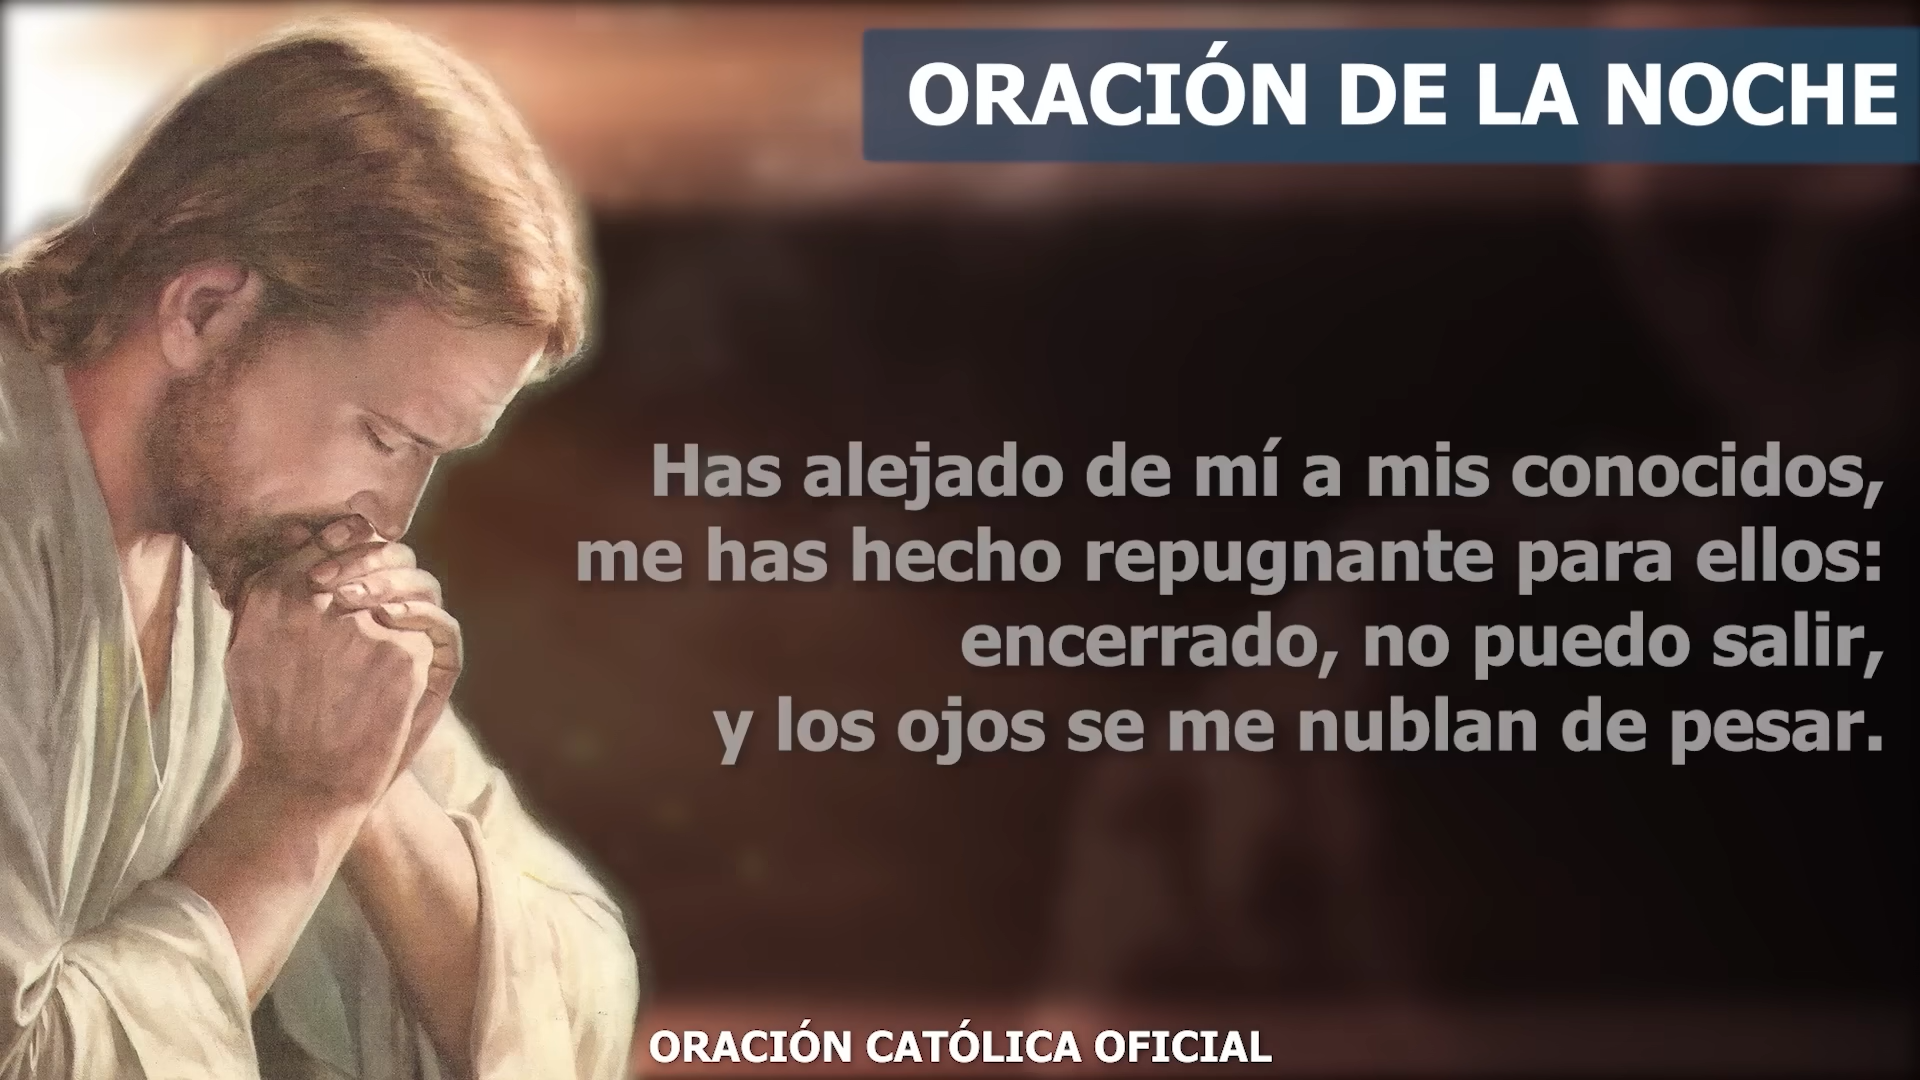 ORACIÓN DE LA NOCHE
Has alejado de mí a mis conocidos,
me has hecho repugnante para ellos:
encerrado, no puedo salir,
y los ojos se me nublan de pesar.
ORACIÓN CATÓLICA OFICIAL